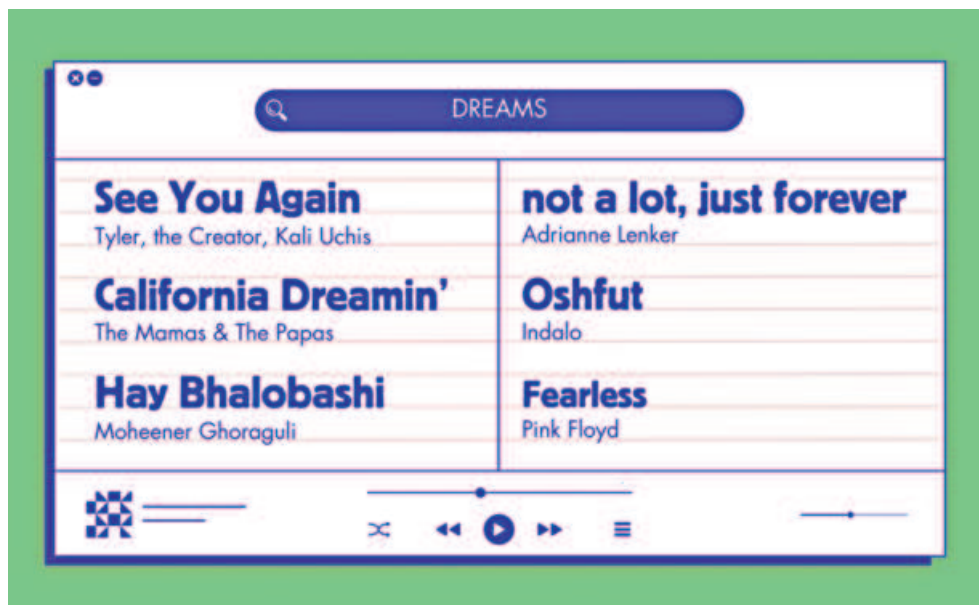 DREAMS
See You Again
Tyler, the Creator, Kali Uchis
California Dreamin'
The Mamas & The Papas
Hay Bhalobashi
Moheener Ghoraguli
not a lot, just forever
Adrianne Lenker
Oshfut
Indalo
Fearless
Pink Floyd